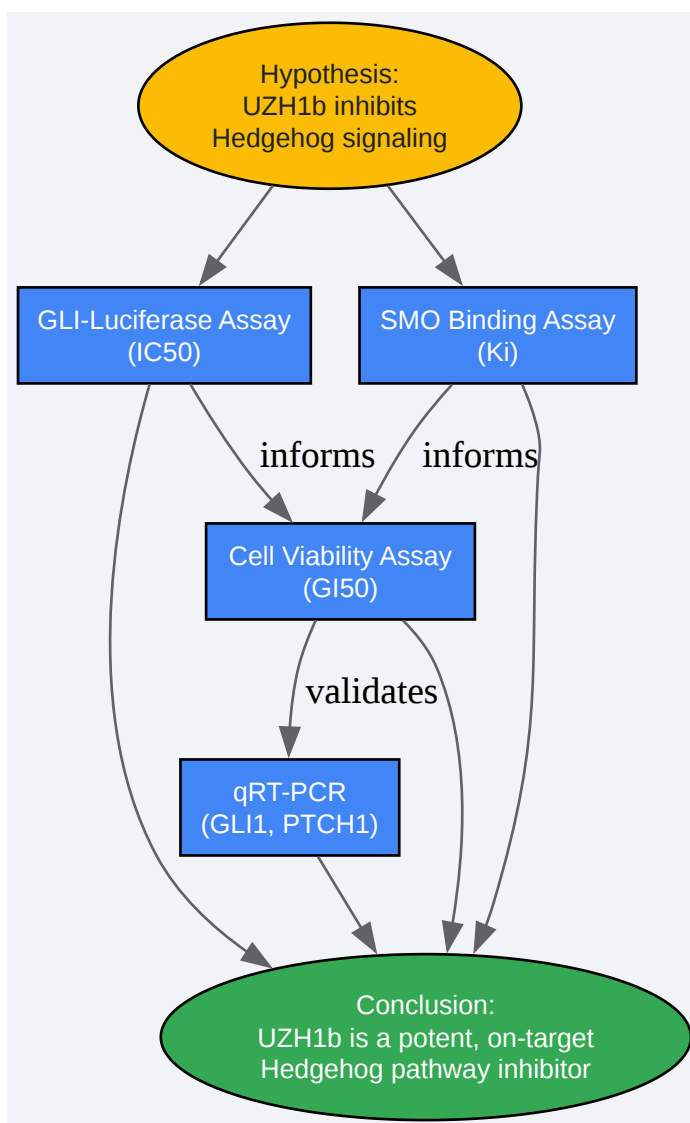 Hypothesis:
UZH1b inhibits
Hedgehog signaling
GLI-Luciferase Assay
(IC50)
SMO Binding Assay
(Ki)
informs
informs
Cell Viability Assay
(GI50)
validates
qRT-PCR
(GLI1, PTCH1)
Conclusion:
UZH1b is a potent, on-target
Hedgehog pathway inhibitor